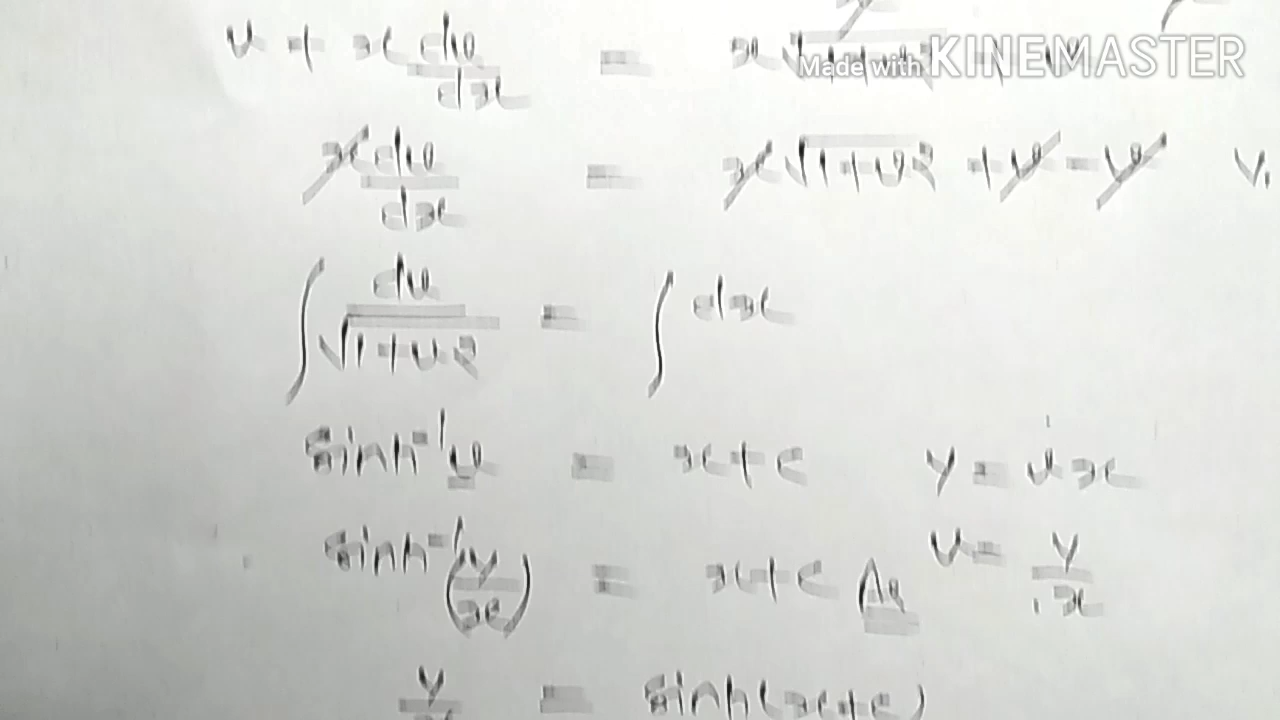 v + x dv/dx = x√1+v² + v
Made with KINEMASTER
x dv/dx = x√1+v² + v - v
∫ dv/√1+v² = ∫ dx
sinh⁻¹v = x+c y = vx
sinh⁻¹(y/x) = x+c v = y/x
y/x = sinh(x+c)